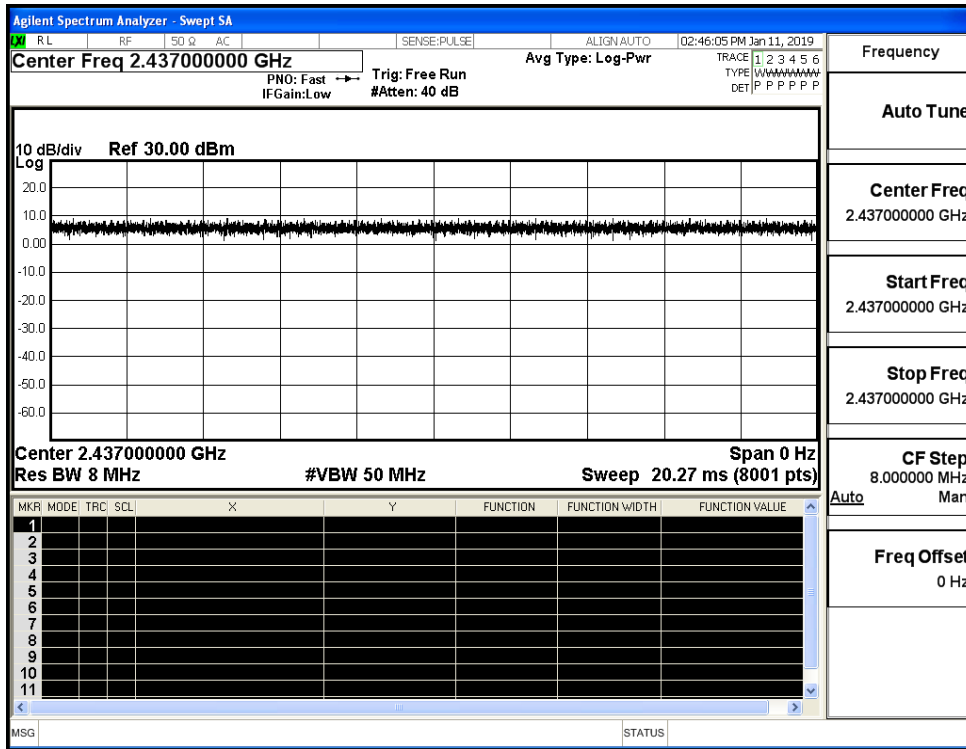 Agilent Spectrum Analyzer - Swept SA
LXI RL RF 50 Ω AC SENSE:PULSE ALIGN AUTO 02:46:05 PM Jan 11, 2019
Center Freq 2.437000000 GHz
PNO: Fast
IFGain:Low
Trig: Free Run
#Atten: 40 dB
Avg Type: Log-Pwr
TRACE 1 2 3 4 5 6
TYPE
DET P P P P P P
10 dB/div
Log
Ref 30.00 dBm
20.0
10.0
0.00
-10.0
-20.0
-30.0
-40.0
-50.0
-60.0
Center 2.437000000 GHz
Span 0 Hz
Res BW 8 MHz
#VBW 50 MHz
Sweep 20.27 ms (8001 pts)
MKR MODE TRC SCL X Y FUNCTION FUNCTION WIDTH FUNCTION VALUE
1
2
3
4
5
6
7
8
9
10
11
MSG
STATUS
Frequency
Auto Tune
Center Freq
2.437000000 GHz
Start Freq
2.437000000 GHz
Stop Freq
2.437000000 GHz
CF Step
8.000000 MHz
Auto Man
Freq Offset
0 Hz